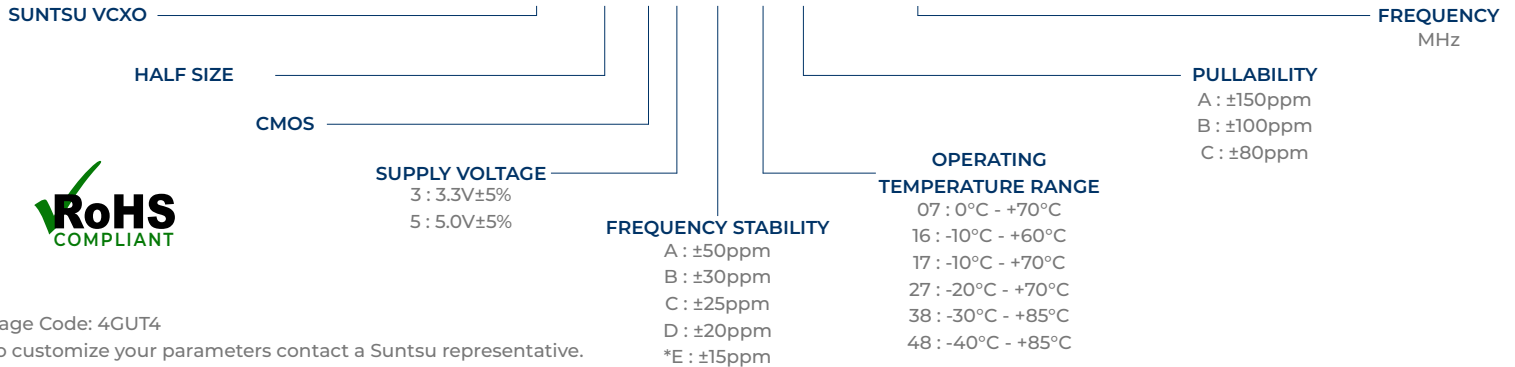 SUNTSU VCXO
FREQUENCY
MHz
HALF SIZE
PULLABILITY
A : ±150ppm
B : ±100ppm
C : ±80ppm
CMOS
SUPPLY VOLTAGE
3 : 3.3V±5%
5 : 5.0V±5%
OPERATING
TEMPERATURE RANGE
07 : 0°C - +70°C
16 : -10°C - +60°C
17 : -10°C - +70°C
27 : -20°C - +70°C
38 : -30°C - +85°C
48 : -40°C - +85°C
RoHS
COMPLIANT
FREQUENCY STABILITY
A : ±50ppm
B : ±30ppm
C : ±25ppm
D : ±20ppm
*E : ±15ppm
age Code: 4GUT4
o customize your parameters contact a Suntsu representative.